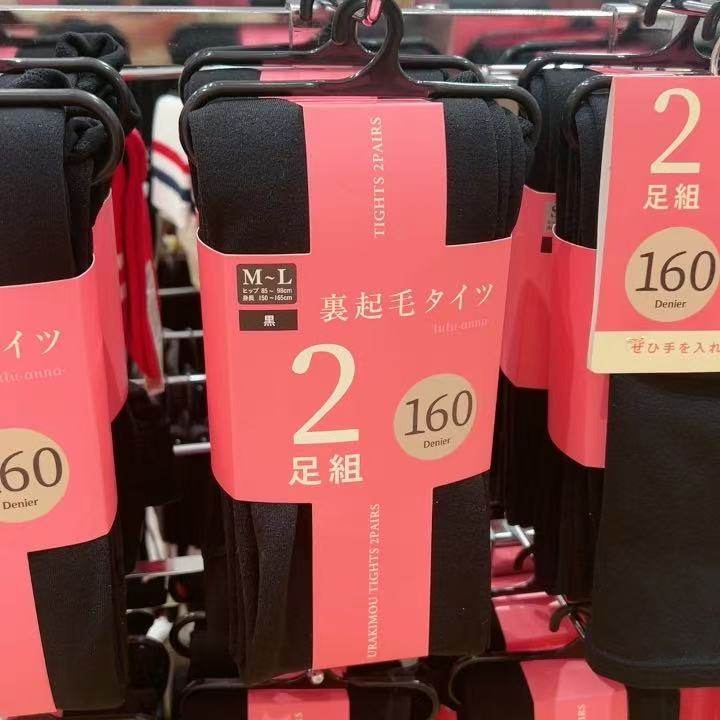 TIGHTS 2PAIRS
M~L
ヒップ 85~98cm
身長 150~165cm
黒
裏起毛タイツ
tutu-anna
2
足組
160
Denier
URAKIMOU TIGHTS 2PAIRS
タイツ
60
Denier
2
足組
160
Denier
ぜひ手を入れ